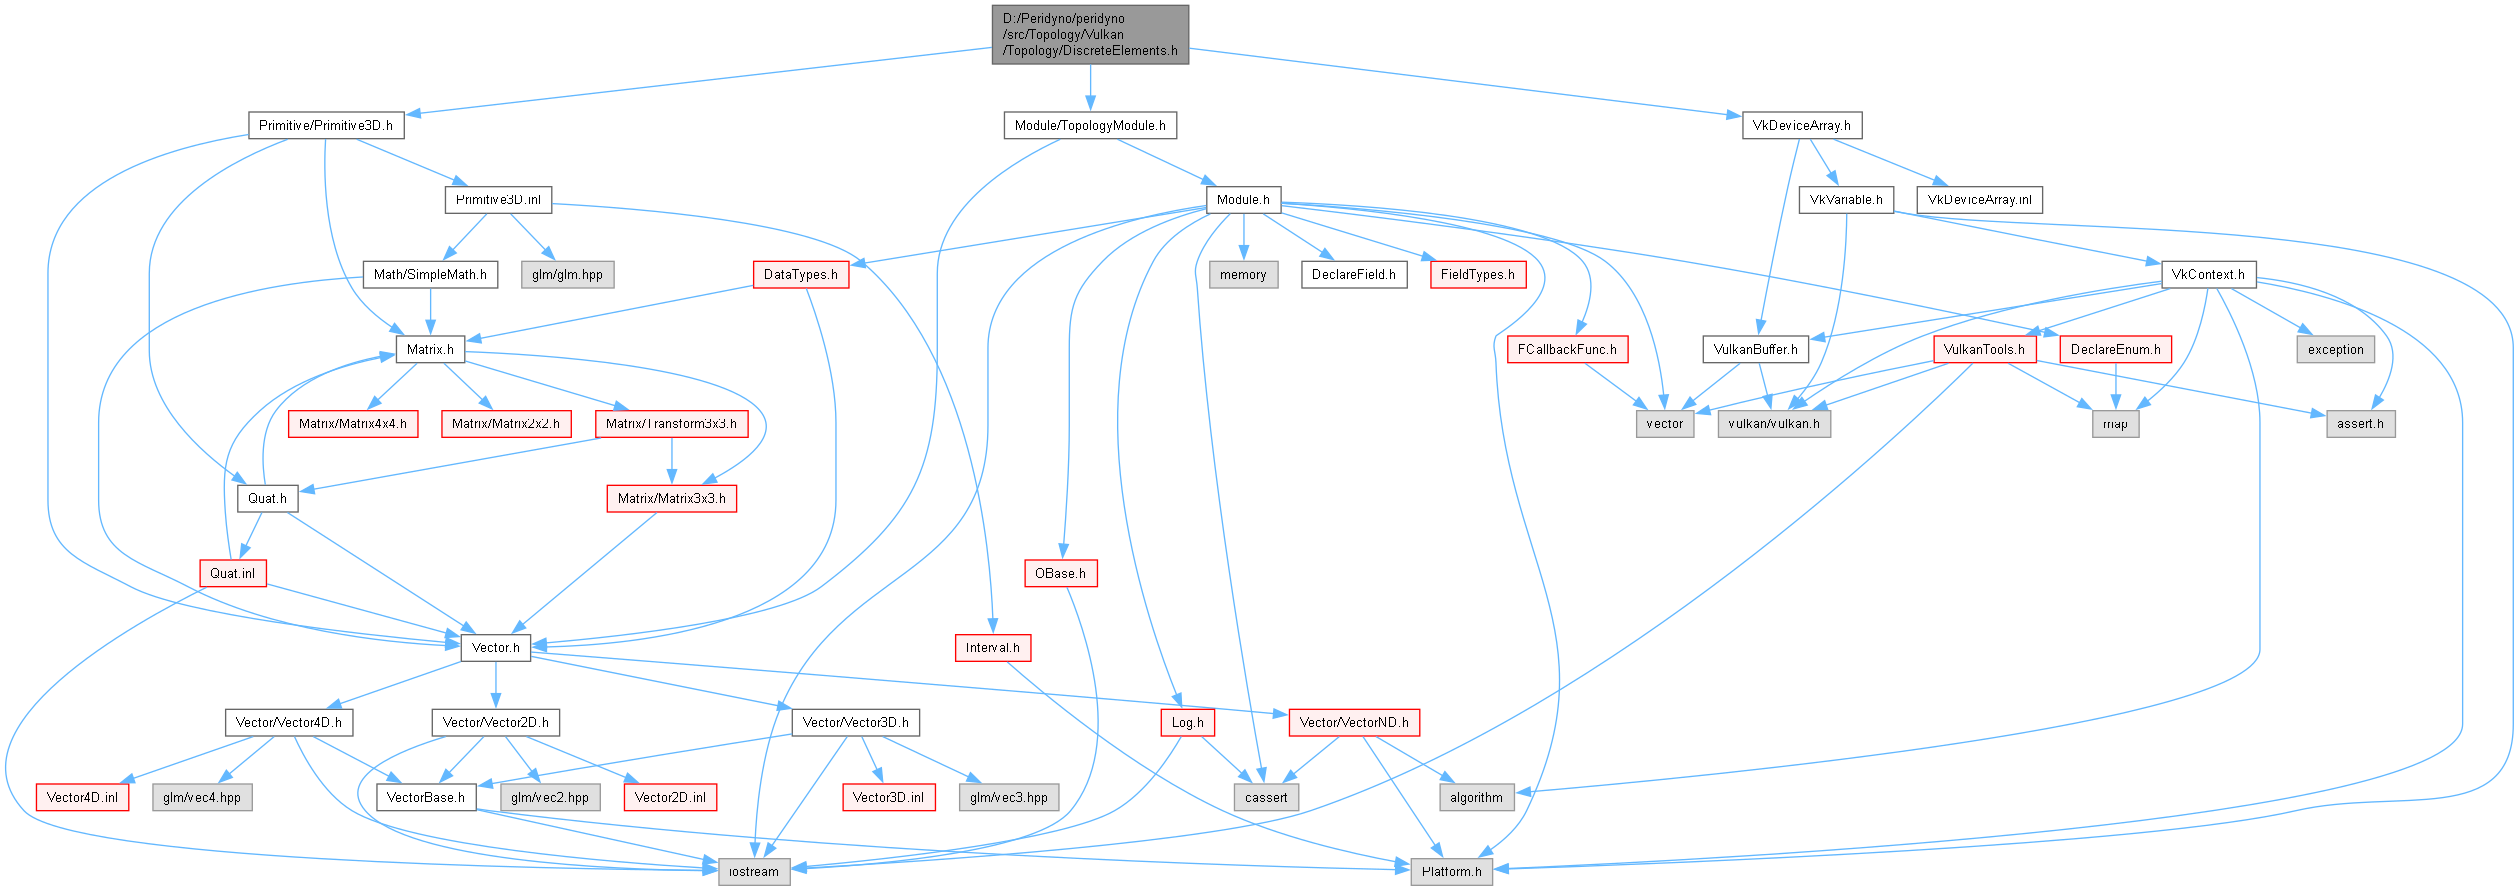 D:/Peridyno/peridyno
/src/Topology/Vulkan
/Topology/DiscreteElements.h
Primitive/Primitive3D.h
Module/TopologyModule.h
VkDeviceArray.h
Primitive3D.inl
Module.h
VkVariable.h
VkDeviceArray.inl
Math/SimpleMath.h
glm/glm.hpp
DataTypes.h
memory
DeclareField.h
FieldTypes.h
VkContext.h
Matrix.h
FCallbackFunc.h
VulkanBuffer.h
VulkanTools.h
DeclareEnum.h
exception
Matrix/Matrix4x4.h
Matrix/Matrix2x2.h
Matrix/Transform3x3.h
vector
vulkan/vulkan.h
map
assert.h
Quat.h
Matrix/Matrix3x3.h
Quat.inl
OBase.h
Vector.h
Interval.h
Vector/Vector4D.h
Vector/Vector2D.h
Vector/Vector3D.h
Log.h
Vector/VectorND.h
Vector4D.inl
glm/vec4.hpp
VectorBase.h
glm/vec2.hpp
Vector2D.inl
Vector3D.inl
glm/vec3.hpp
cassert
algorithm
iostream
Platform.h